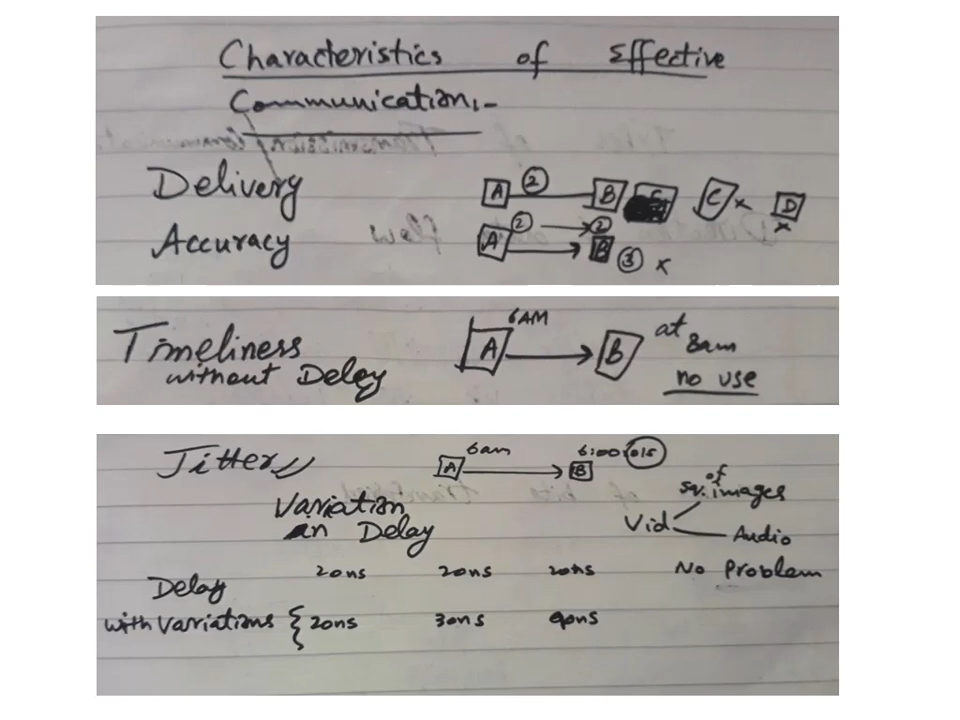 Characteristics of Effective
Communication:-
Delivery A 2 B C x D x
Accuracy A 2 2 B 3 x
Timeliness 6AM A B at 8am
without Delay no use
Jitter 6am A 6:00:015 B
Variation in Delay
Vid sq. of images
Audio
20ns 20ns 20ns No Problem
Delay
with variations { 20ns 30ns 90ns